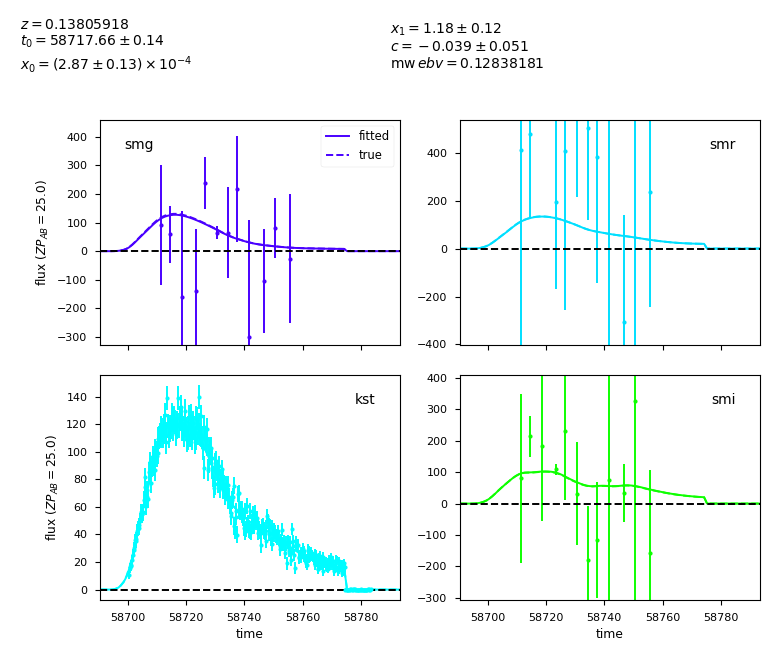 z = 0.13805918
t₀ = 58717.66 ± 0.14
x₀ = (2.87 ± 0.13) × 10⁻⁴
x₁ = 1.18 ± 0.12
c = −0.039 ± 0.051
mw ebv = 0.12838181
smg
fitted
true
400
300
200
100
0
−100
−200
−300
flux (ZP_AB = 25.0)
smr
400
200
0
−200
−400
kst
140
120
100
80
60
40
20
0
flux (ZP_AB = 25.0)
58700 58720 58740 58760 58780
time
smi
400
300
200
100
0
−100
−200
−300
58700 58720 58740 58760 58780
time